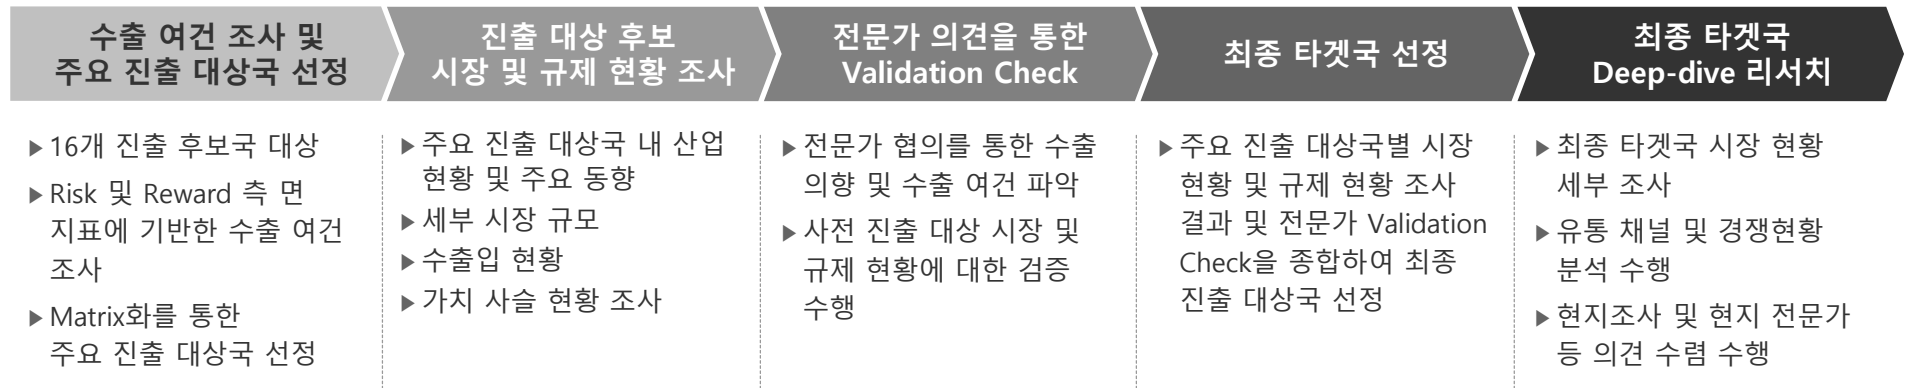 수출 여건 조사 및
주요 진출 대상국 선정
진출 대상 후보
시장 및 규제 현황 조사
전문가 의견을 통한
Validation Check
최종 타겟국 선정
최종 타겟국
Deep-dive 리서치
▶16개 진출 후보국 대상
▶Risk 및 Reward 측 면
지표에 기반한 수출 여건
조사
▶Matrix화를 통한
주요 진출 대상국 선정
▶주요 진출 대상국 내 산업
현황 및 주요 동향
▶세부 시장 규모
▶수출입 현황
▶가치 사슬 현황 조사
▶전문가 협의를 통한 수출
의향 및 수출 여건 파악
▶사전 진출 대상 시장 및
규제 현황에 대한 검증
수행
▶주요 진출 대상국별 시장
현황 및 규제 현황 조사
결과 및 전문가 Validation
Check을 종합하여 최종
진출 대상국 선정
▶최종 타겟국 시장 현황
세부 조사
▶유통 채널 및 경쟁현황
분석 수행
▶현지조사 및 현지 전문가
등 의견 수렴 수행